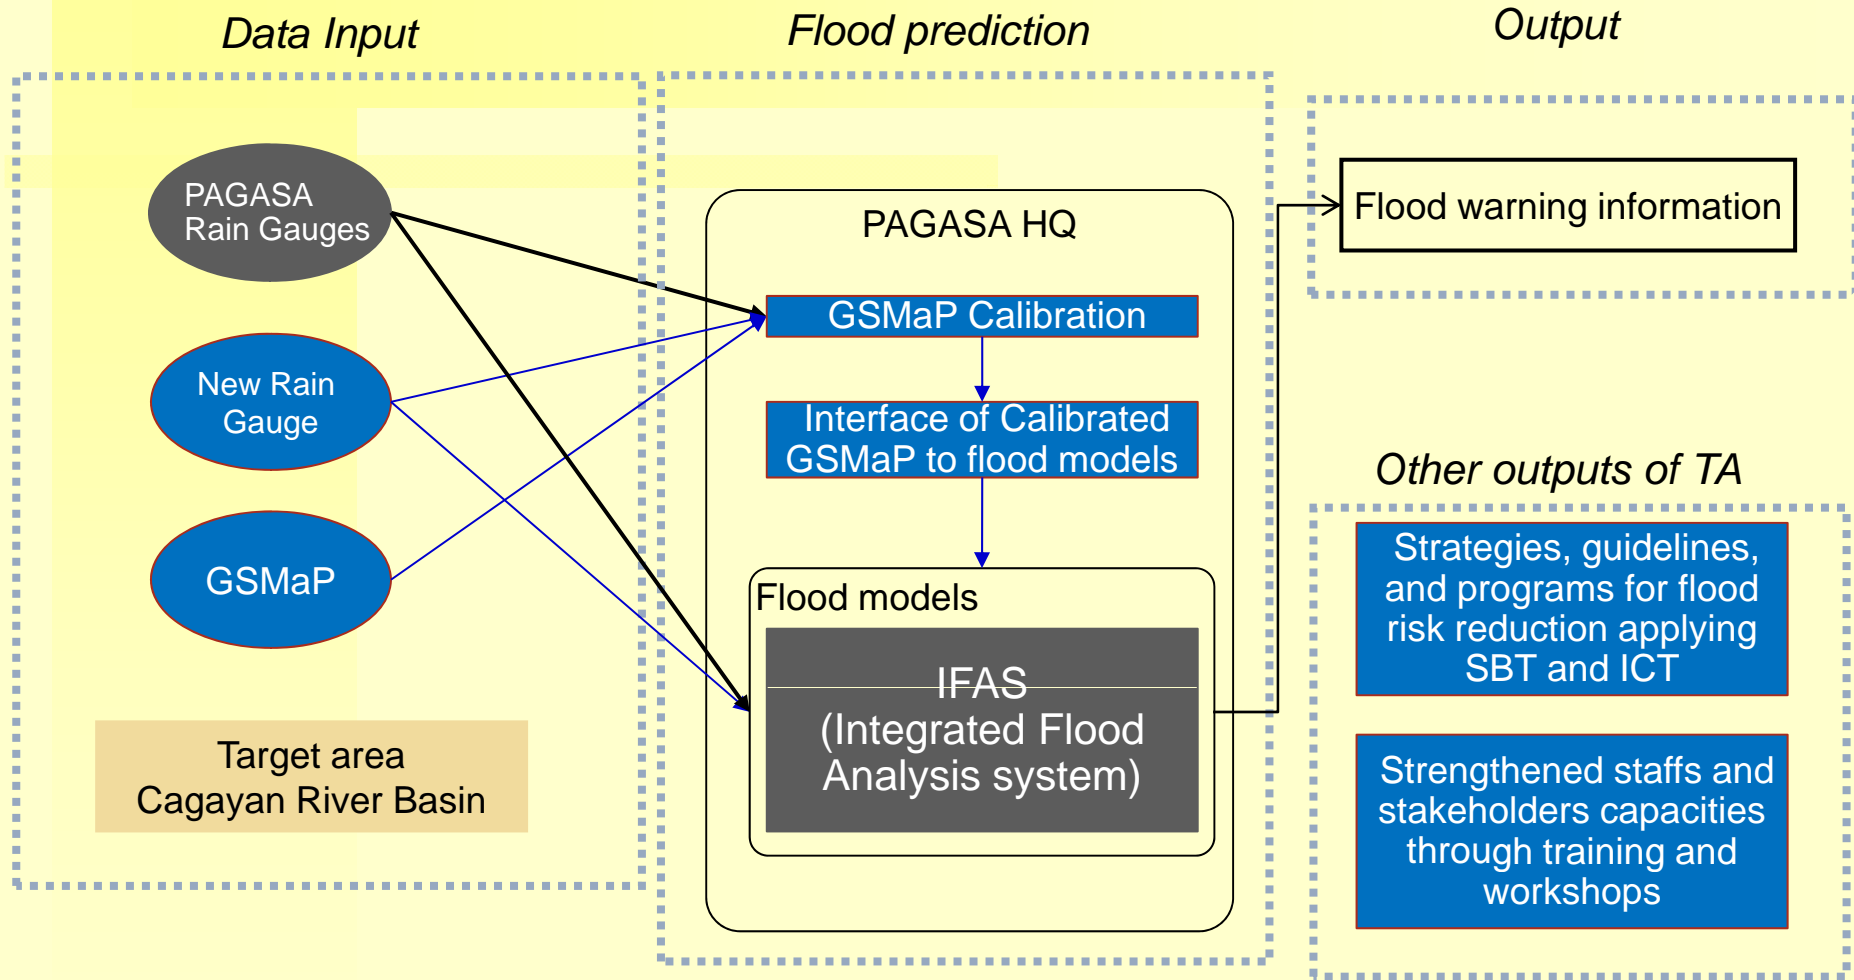 Data Input
Flood prediction
Output
PAGASA
Rain Gauges
New Rain
Gauge
GSMaP
Target area
Cagayan River Basin
PAGASA HQ
GSMaP Calibration
Interface of Calibrated
GSMaP to flood models
Flood models
IFAS
(Integrated Flood
Analysis system)
Flood warning information
Other outputs of TA
Strategies, guidelines,
and programs for flood
risk reduction applying
SBT and ICT
Strengthened staffs and
stakeholders capacities
through training and
workshops